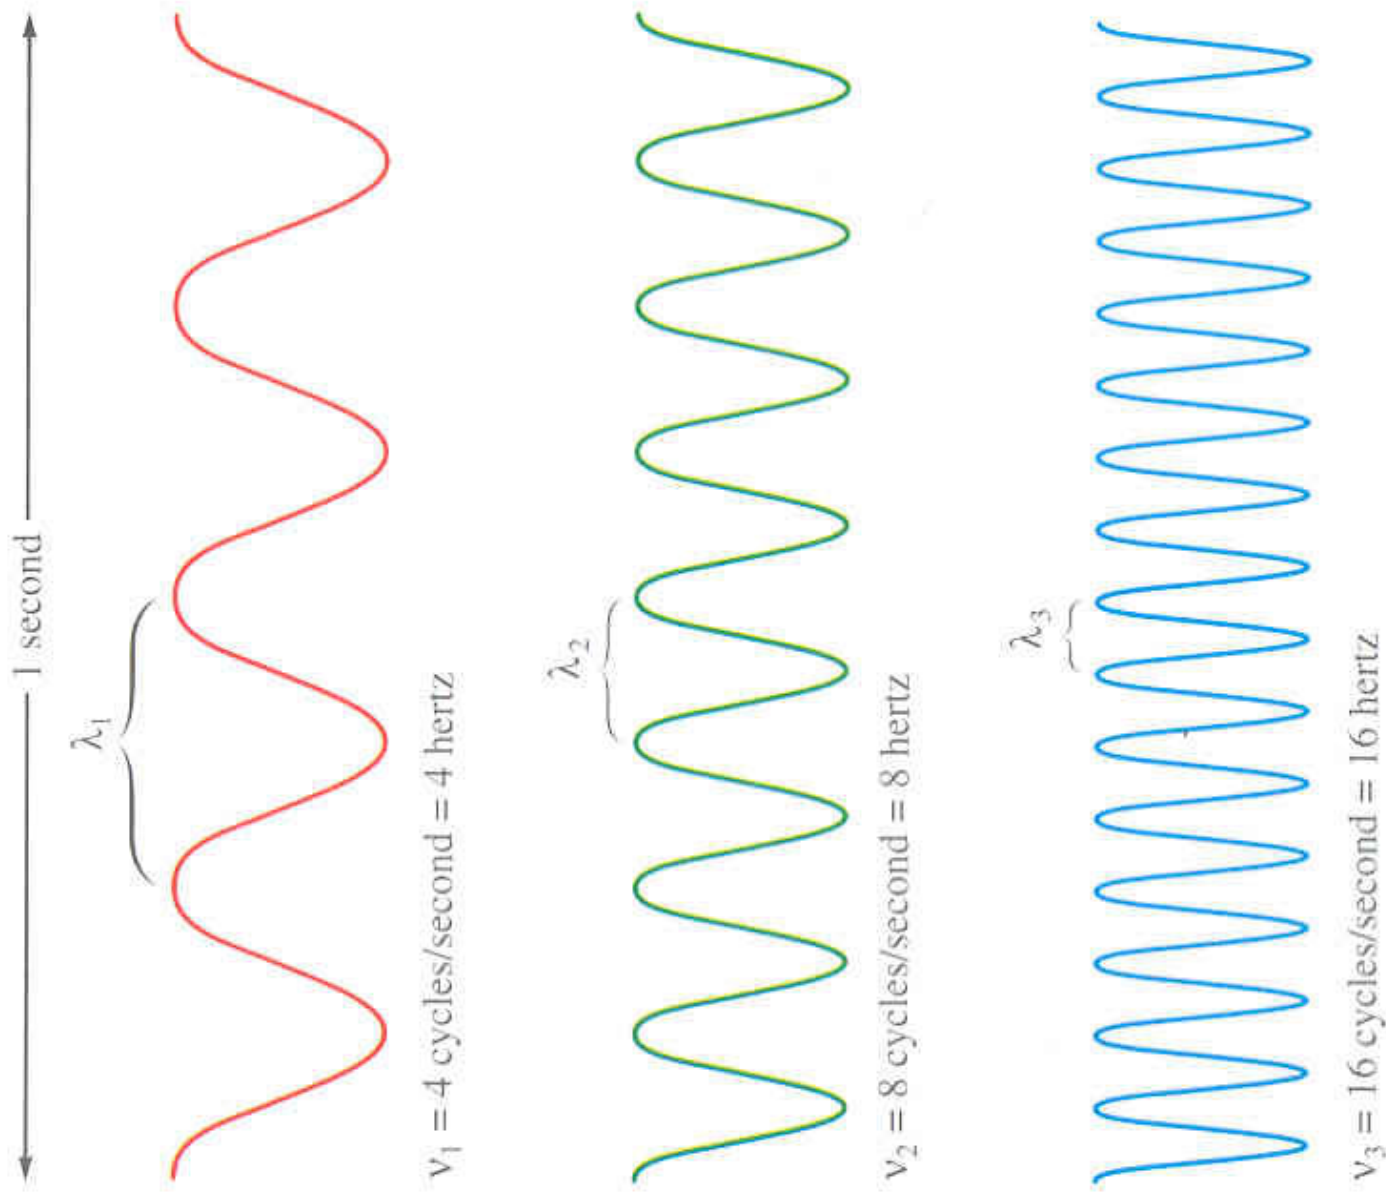 1 second
λ1
ν1 = 4 cycles/second = 4 hertz
λ2
ν2 = 8 cycles/second = 8 hertz
λ3
ν3 = 16 cycles/second = 16 hertz